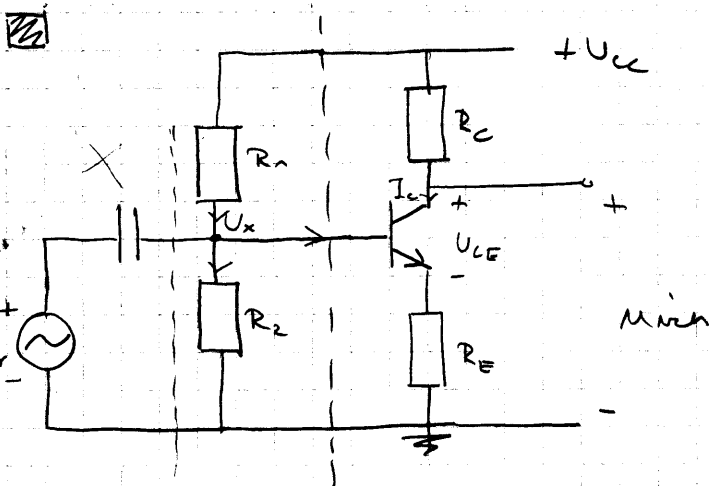 + Ucc
Rc
R1
Ic
+
+
Ux
UCE
-
+
R2
RE
-
-